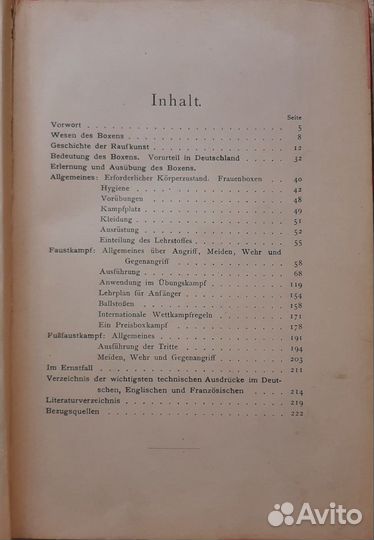 Inhalt.
Seite
Vorwort 5
Wesen des Boxens 8
Geschichte der Raufkunst 12
Bedeutung des Boxens. Vorurteil in Deutschland 32
Erlernung und Ausübung des Boxens.
Allgemeines: Erforderlicher Körperzustand. Frauenboxen 40
Hygiene 42
Vorübungen 48
Kampfplatz 49
Kleidung 51
Ausrüstung 52
Einteilung des Lehrstoffes 55
Faustkampf: Allgemeines über Angriff, Meiden, Wehr und
Gegenangriff 58
Ausführung 68
Anwendung im Übungskampf 119
Lehrplan für Anfänger 154
Ballstoßen 158
Internationale Wettkampfregeln 171
Ein Preisboxkampf 178
Fußfaustkampf: Allgemeines 191
Ausführung der Tritte 194
Meiden, Wehr und Gegenangriff 203
Im Ernstfall 211
Verzeichnis der wichtigsten technischen Ausdrücke im Deut-
schen, Englischen und Französischen 214
Literaturverzeichnis 219
Bezugsquellen 222
Avito